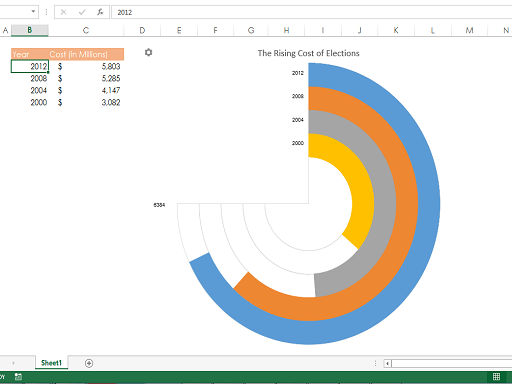 2012
A B C D E F G H I J K L M N
Year Cost (in Millions)
2012 $ 5,803
2008 $ 5,285
2004 $ 4,147
2000 $ 3,082
The Rising Cost of Elections
2012
2008
2004
2000
6384
Sheet1